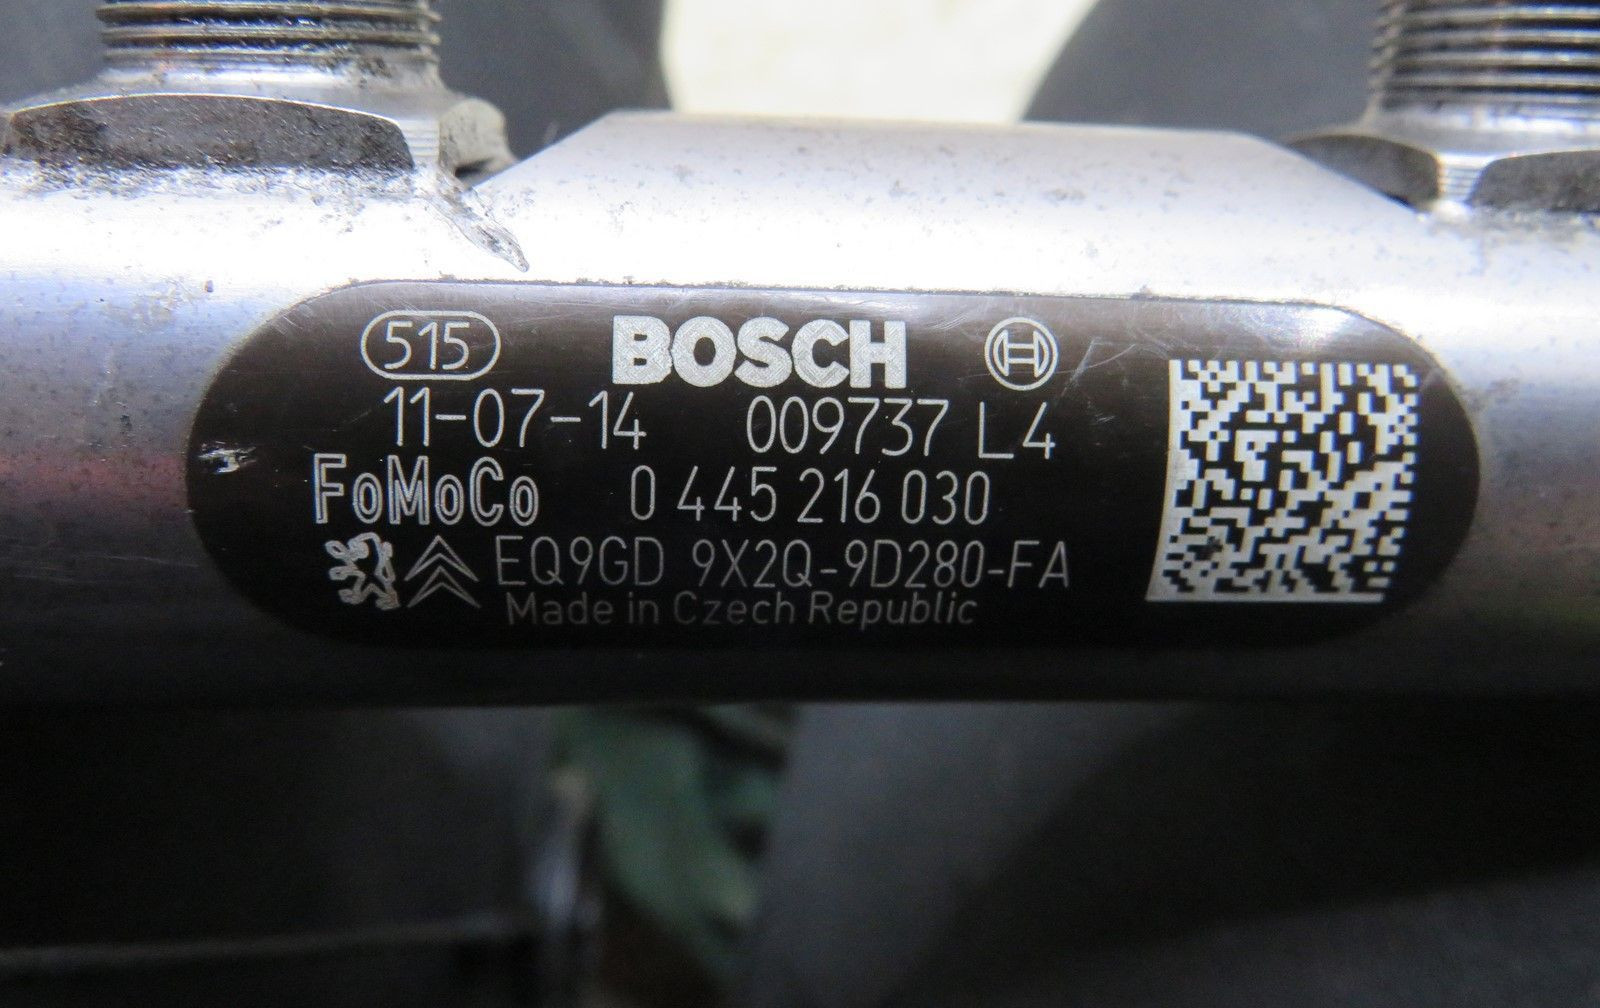 515 BOSCH
11-07-14 009737 L4
FoMoCo 0 445 216 030
EQ9GD 9X2Q-9D280-FA
Made in Czech Republic